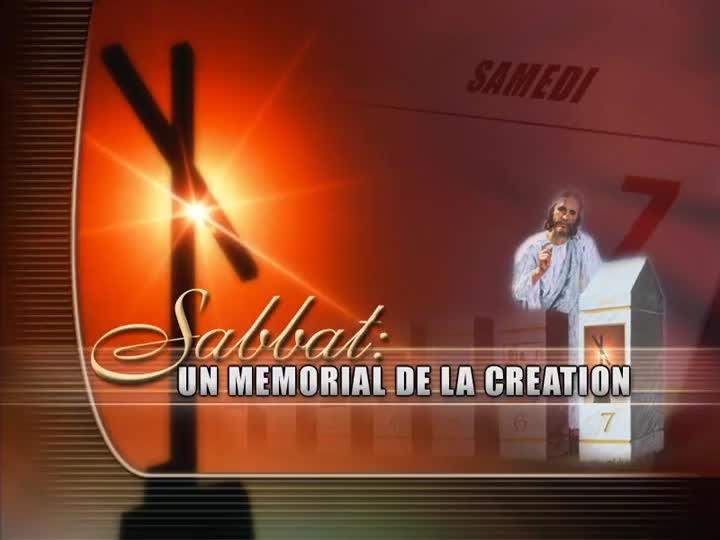 SAMEDI
7
Sabbat:
UN MEMORIAL DE LA CREATION
6
7